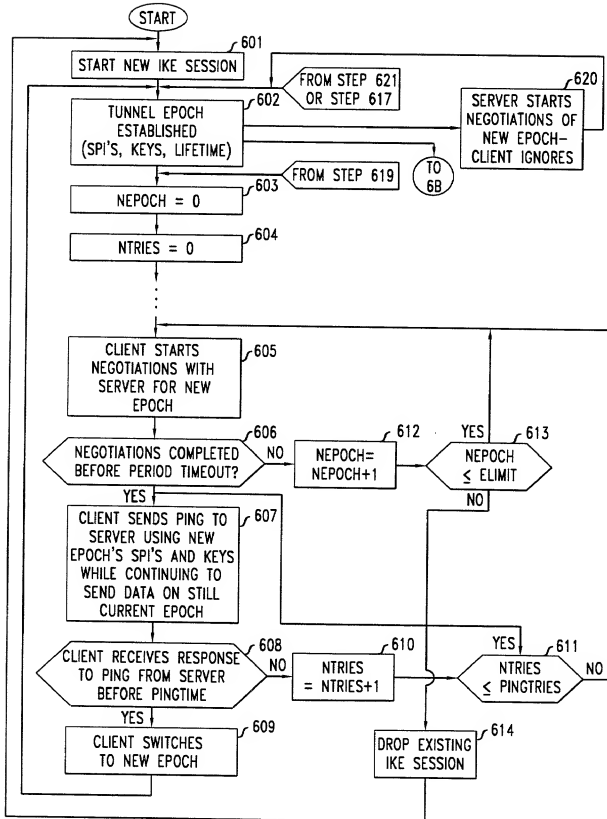 START
601
START NEW IKE SESSION
602
TUNNEL EPOCH
ESTABLISHED
(SPI'S, KEYS, LIFETIME)
FROM STEP 621
OR STEP 617
620
SERVER STARTS
NEGOTIATIONS OF
NEW EPOCH-
CLIENT IGNORES
TO
6B
FROM STEP 619
603
NEPOCH = 0
604
NTRIES = 0
605
CLIENT STARTS
NEGOTIATIONS WITH
SERVER FOR NEW
EPOCH
606
NEGOTIATIONS COMPLETED
BEFORE PERIOD TIMEOUT?
NO
612
NEPOCH=
NEPOCH+1
YES
613
NEPOCH
≤ ELIMIT
NO
YES
607
CLIENT SENDS PING TO
SERVER USING NEW
EPOCH'S SPI'S AND KEYS
WHILE CONTINUING TO
SEND DATA ON STILL
CURRENT EPOCH
608
CLIENT RECEIVES RESPONSE
TO PING FROM SERVER
BEFORE PINGTIME
NO
610
NTRIES
= NTRIES+1
YES
611
NTRIES
≤ PINGTRIES
NO
YES
609
CLIENT SWITCHES
TO NEW EPOCH
614
DROP EXISTING
IKE SESSION